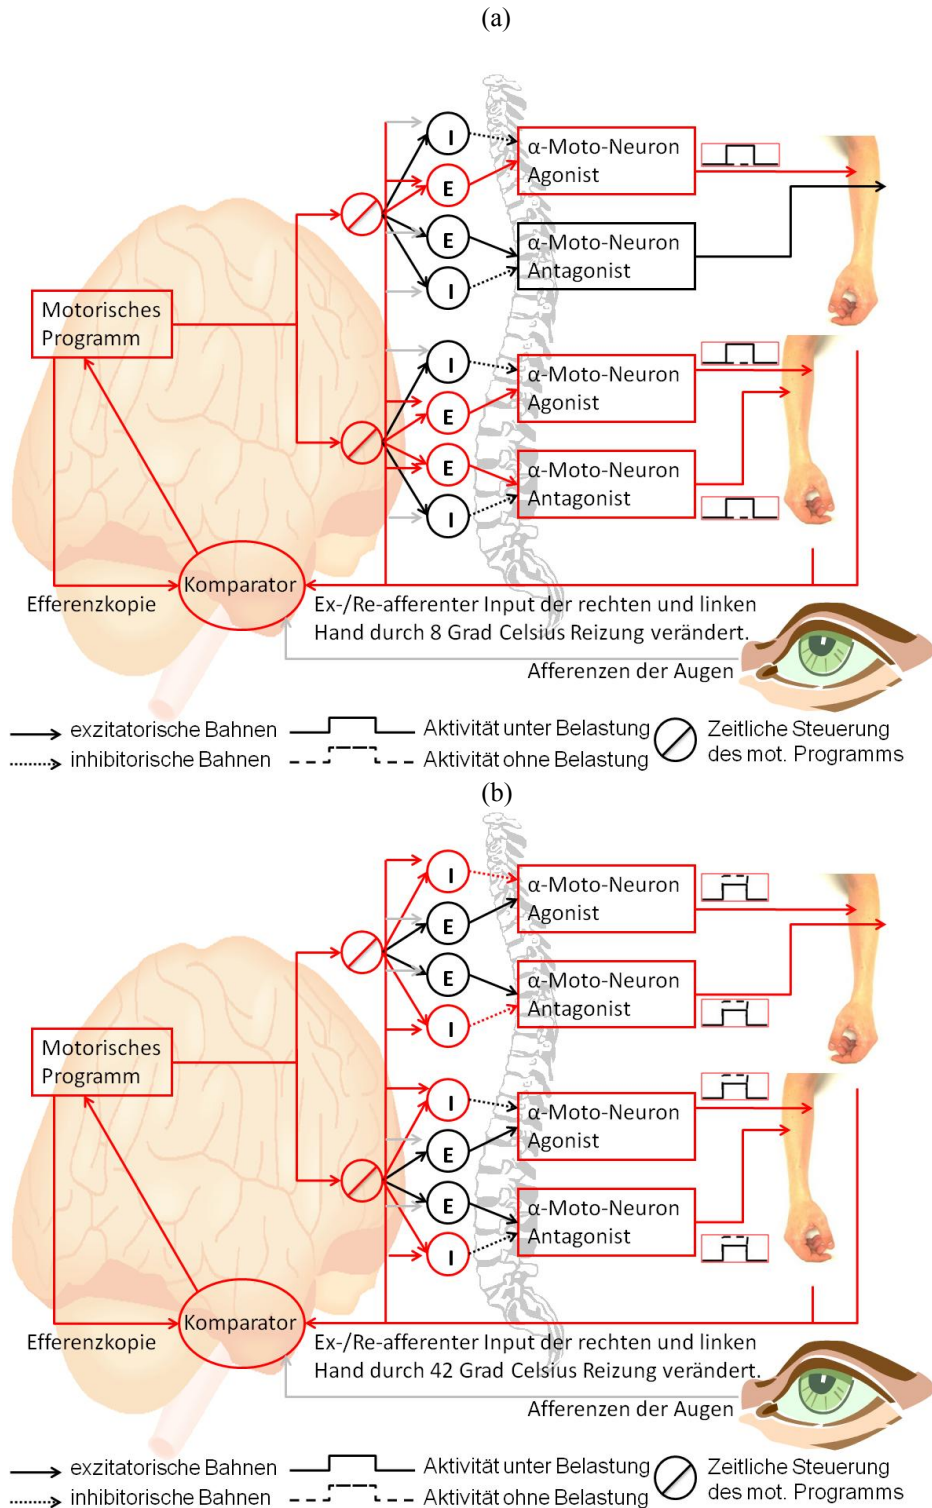 (a)
I
α-Moto-Neuron
Agonist
E
E
α-Moto-Neuron
Antagonist
I
Motorisches
Programm
I
α-Moto-Neuron
Agonist
E
E
α-Moto-Neuron
Antagonist
I
Komparator
Efferenzkopie
Ex-/Re-afferenter Input der rechten und linken
Hand durch 8 Grad Celsius Reizung verändert.
Afferenzen der Augen
exzitatorische Bahnen
inhibitorische Bahnen
Aktivität unter Belastung
Aktivität ohne Belastung
Zeitliche Steuerung
des mot. Programms
(b)
I
α-Moto-Neuron
Agonist
E
E
α-Moto-Neuron
Antagonist
I
Motorisches
Programm
I
α-Moto-Neuron
Agonist
E
E
α-Moto-Neuron
Antagonist
I
Komparator
Efferenzkopie
Ex-/Re-afferenter Input der rechten und linken
Hand durch 42 Grad Celsius Reizung verändert.
Afferenzen der Augen
exzitatorische Bahnen
inhibitorische Bahnen
Aktivität unter Belastung
Aktivität ohne Belastung
Zeitliche Steuerung
des mot. Programms